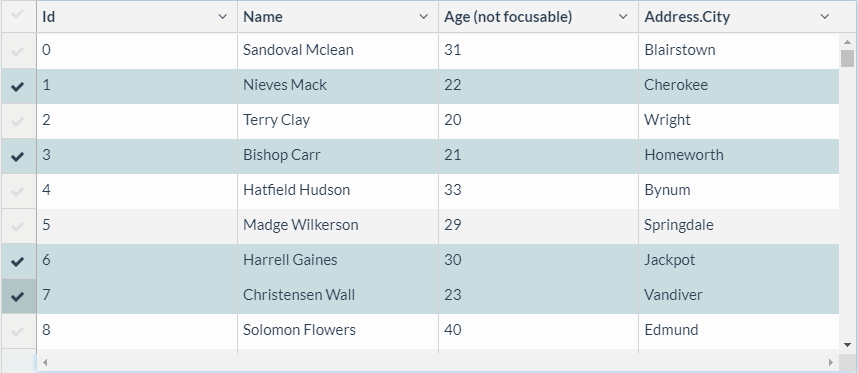 Id Name Age (not focusable) Address.City
0 Sandoval Mclean 31 Blairstown
1 Nieves Mack 22 Cherokee
2 Terry Clay 20 Wright
3 Bishop Carr 21 Homeworth
4 Hatfield Hudson 33 Bynum
5 Madge Wilkerson 29 Springdale
6 Harrell Gaines 30 Jackpot
7 Christensen Wall 23 Vandiver
8 Solomon Flowers 40 Edmund